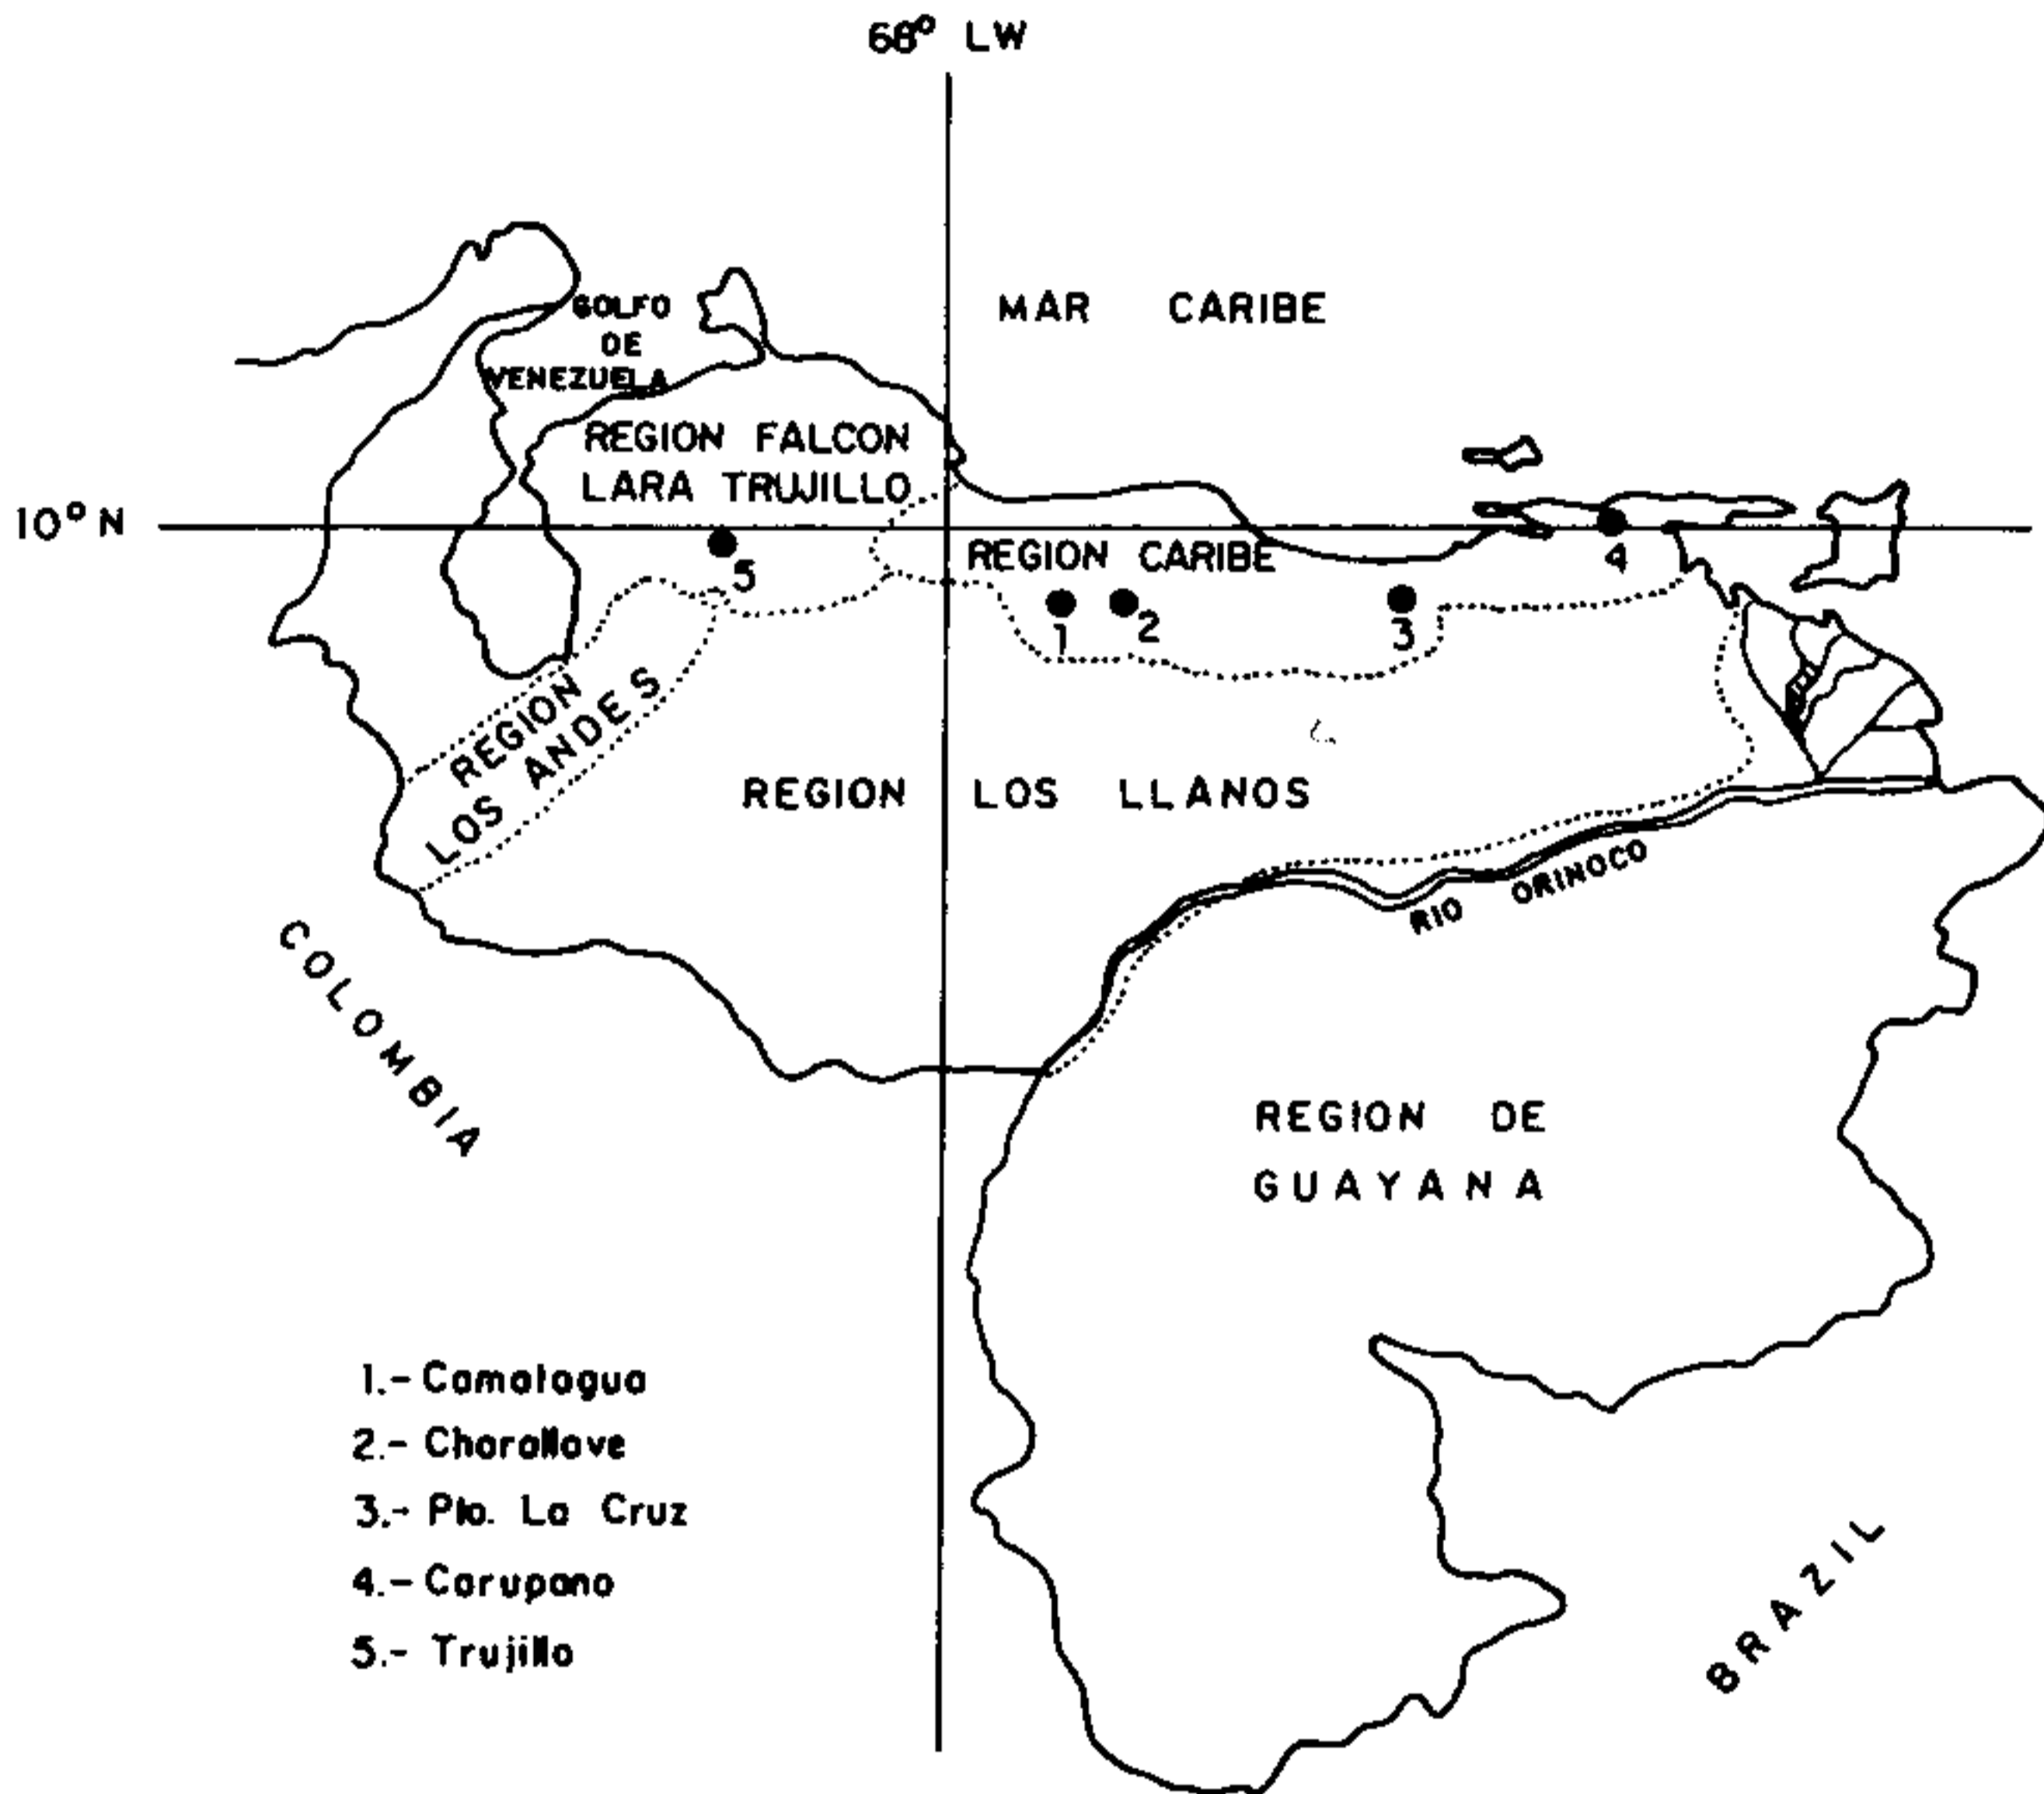 68° LW
MAR CARIBE
GOLFO
DE
VENEZUELA
REGION FALCON
LARA TRUJILLO
10° N
REGION CARIBE
5
4
1
2
3
REGION
LOS ANDES
REGION LOS LLANOS
RIO ORINOCO
COLOMBIA
REGION DE
GUAYANA
1.- Camatagua
2.- Charallave
3.- Pto. La Cruz
4.- Carupano
5.- Trujillo
BRAZIL